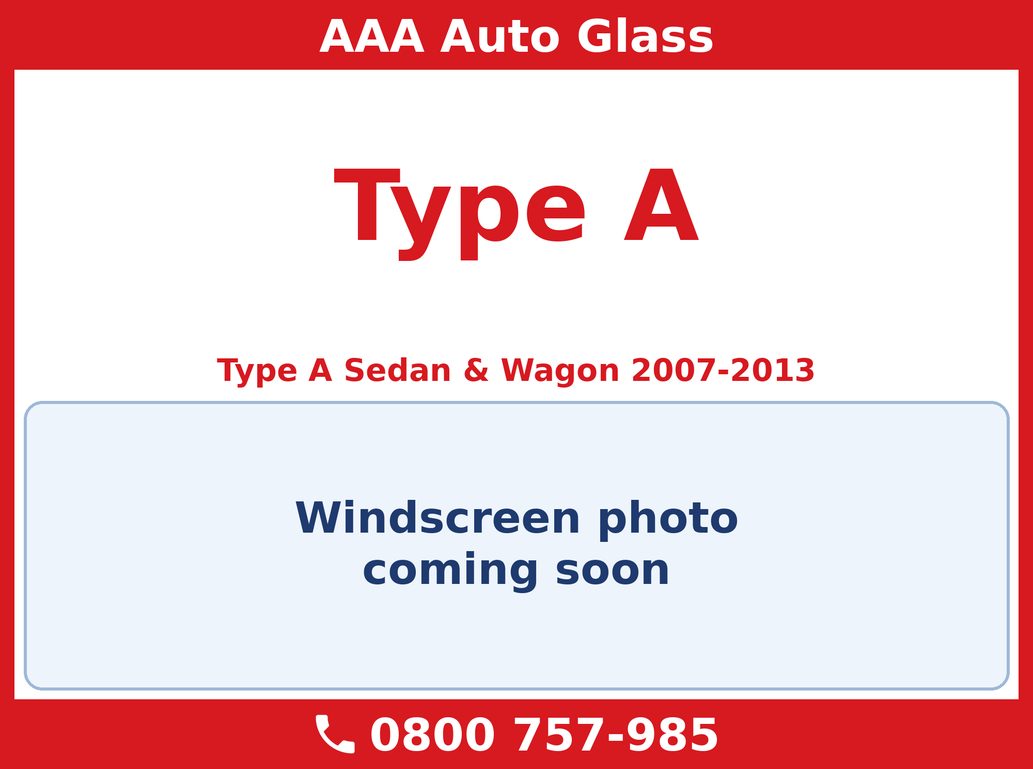 AAA Auto Glass
Type A
Type A Sedan & Wagon 2007-2013
Windscreen photo
coming soon
0800 757-985